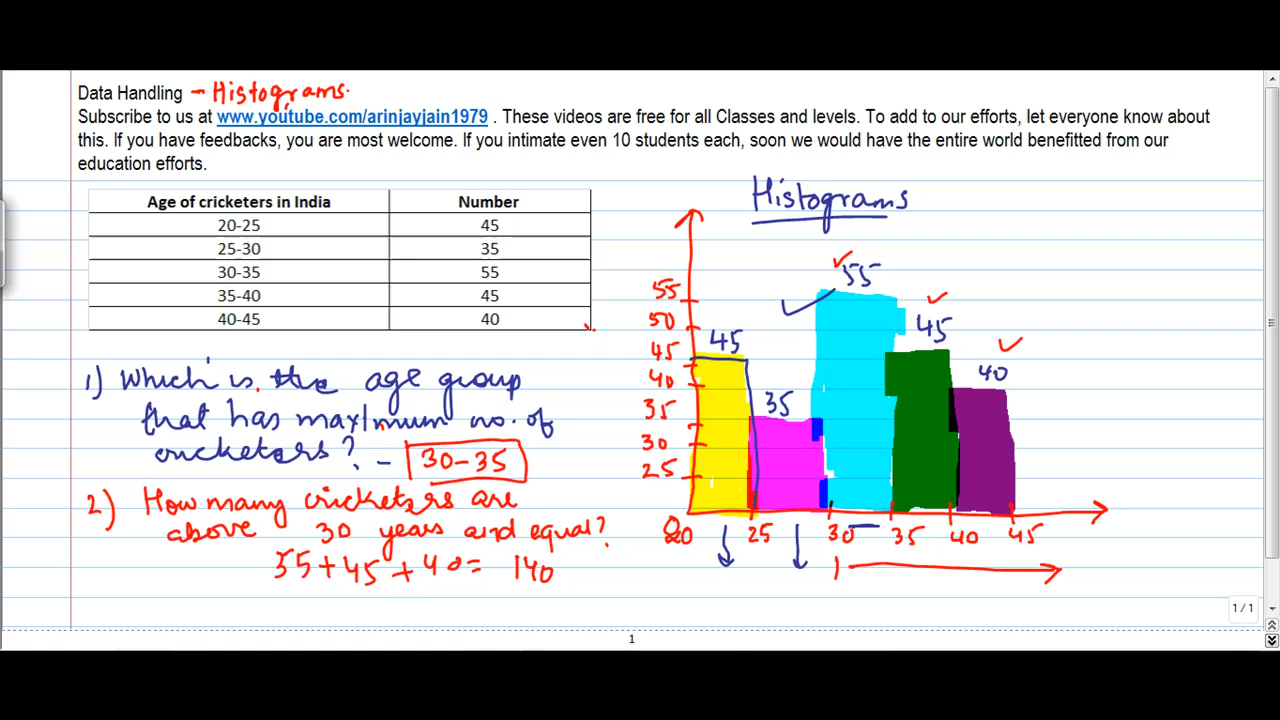 Data Handling - Histograms.
Subscribe to us at www.youtube.com/arinjayjain1979 . These videos are free for all Classes and levels. To add to our efforts, let everyone know about
this. If you have feedbacks, you are most welcome. If you intimate even 10 students each, soon we would have the entire world benefitted from our
education efforts.
Age of cricketers in India Number
20-25 45
25-30 35
30-35 55
35-40 45
40-45 40
1) Which is the age group
that has maximum no. of
cricketers? - 30-35
2) How many cricketers are
above 30 years and equal?
55+45+40= 140
Histograms
55
45
45
40
35
55
50
45
40
35
30
25
20 25 30 35 40 45
1/1
1